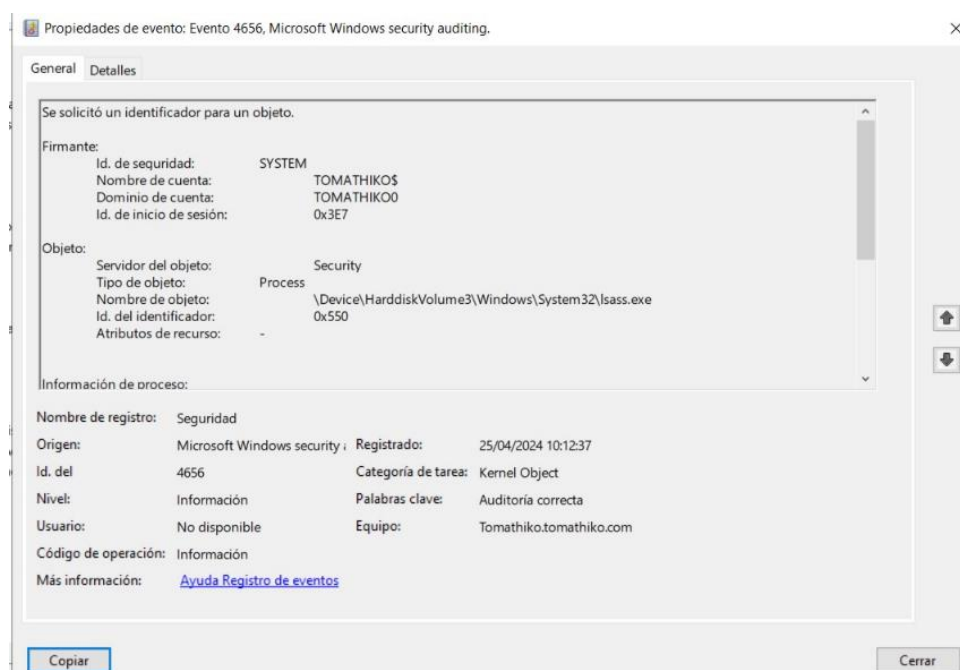 Propiedades de evento: Evento 4656, Microsoft Windows security auditing.
General Detalles
Se solicitó un identificador para un objeto.
Firmante:
Id. de seguridad: SYSTEM
Nombre de cuenta: TOMATHIKO$
Dominio de cuenta: TOMATHIKO0
Id. de inicio de sesión: 0x3E7
Objeto:
Servidor del objeto: Security
Tipo de objeto: Process
Nombre de objeto: \Device\HarddiskVolume3\Windows\System32\lsass.exe
Id. del identificador: 0x550
Atributos de recurso: -
Información de proceso:
Nombre de registro: Seguridad
Origen: Microsoft Windows security Registrado: 25/04/2024 10:12:37
Id. del 4656 Categoría de tarea: Kernel Object
Nivel: Información Palabras clave: Auditoría correcta
Usuario: No disponible Equipo: Tomathiko.tomathiko.com
Código de operación: Información
Más información: Ayuda Registro de eventos
Copiar Cerrar